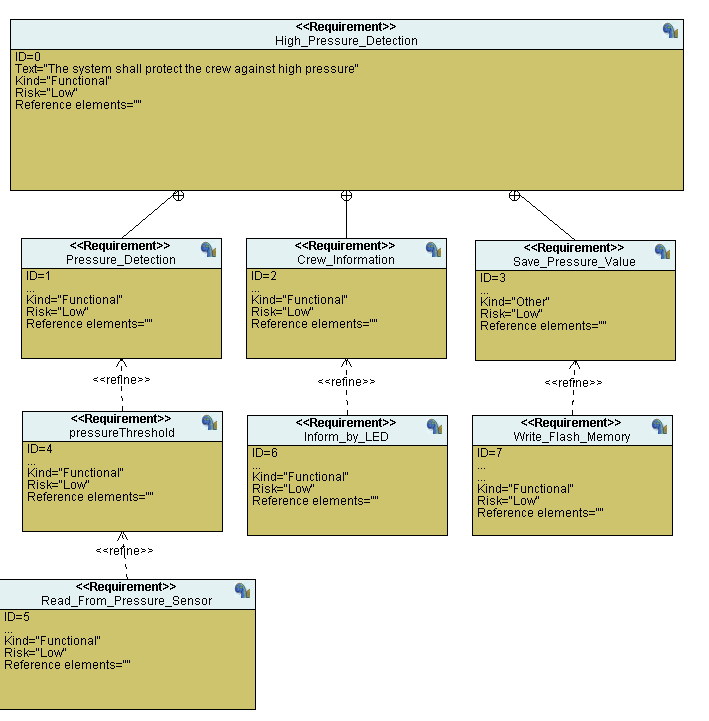 <<Requirement>>
High_Pressure_Detection
ID=0
Text="The system shall protect the crew against high pressure"
Kind="Functional"
Risk="Low"
Reference elements=""
<<Requirement>>
Pressure_Detection
ID=1
...
Kind="Functional"
Risk="Low"
Reference elements=""
<<Requirement>>
Crew_Information
ID=2
...
Kind="Functional"
Risk="Low"
Reference elements=""
<<Requirement>>
Save_Pressure_Value
ID=3
...
Kind="Other"
Risk="Low"
Reference elements=""
<<refine>>
<<refine>>
<<refine>>
<<Requirement>>
pressureThreshold
ID=4
...
Kind="Functional"
Risk="Low"
Reference elements=""
<<Requirement>>
Inform_by_LED
ID=6
...
Kind="Functional"
Risk="Low"
Reference elements=""
<<Requirement>>
Write_Flash_Memory
ID=7
...
...
Kind="Functional"
Risk="Low"
Reference elements=""
<<refine>>
<<Requirement>>
Read_From_Pressure_Sensor
ID=5
...
Kind="Functional"
Risk="Low"
Reference elements=""